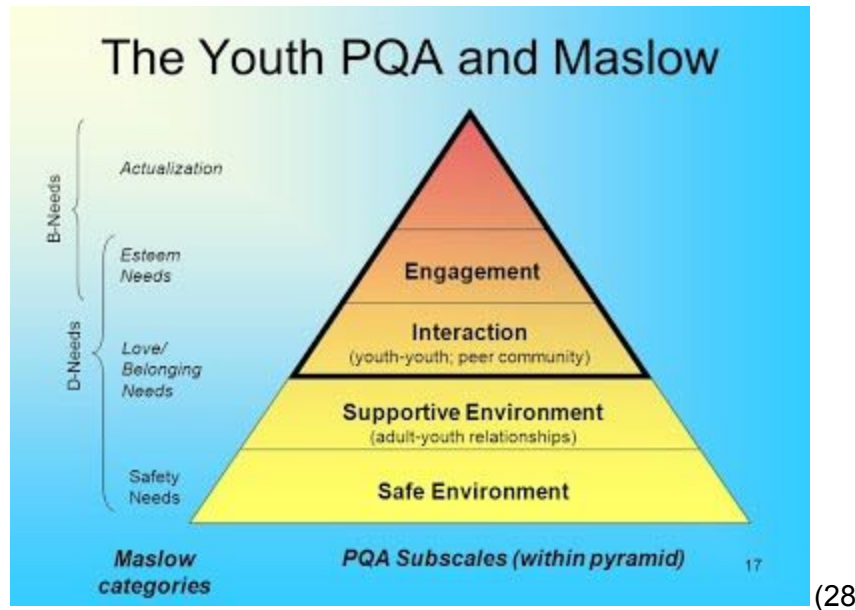 The Youth PQA and Maslow
B-Needs
D-Needs
Actualization
Esteem
Needs
Love/
Belonging
Needs
Safety
Needs
Engagement
Interaction
(youth-youth; peer community)
Supportive Environment
(adult-youth relationships)
Safe Environment
Maslow
categories
PQA Subscales (within pyramid)
17
(28